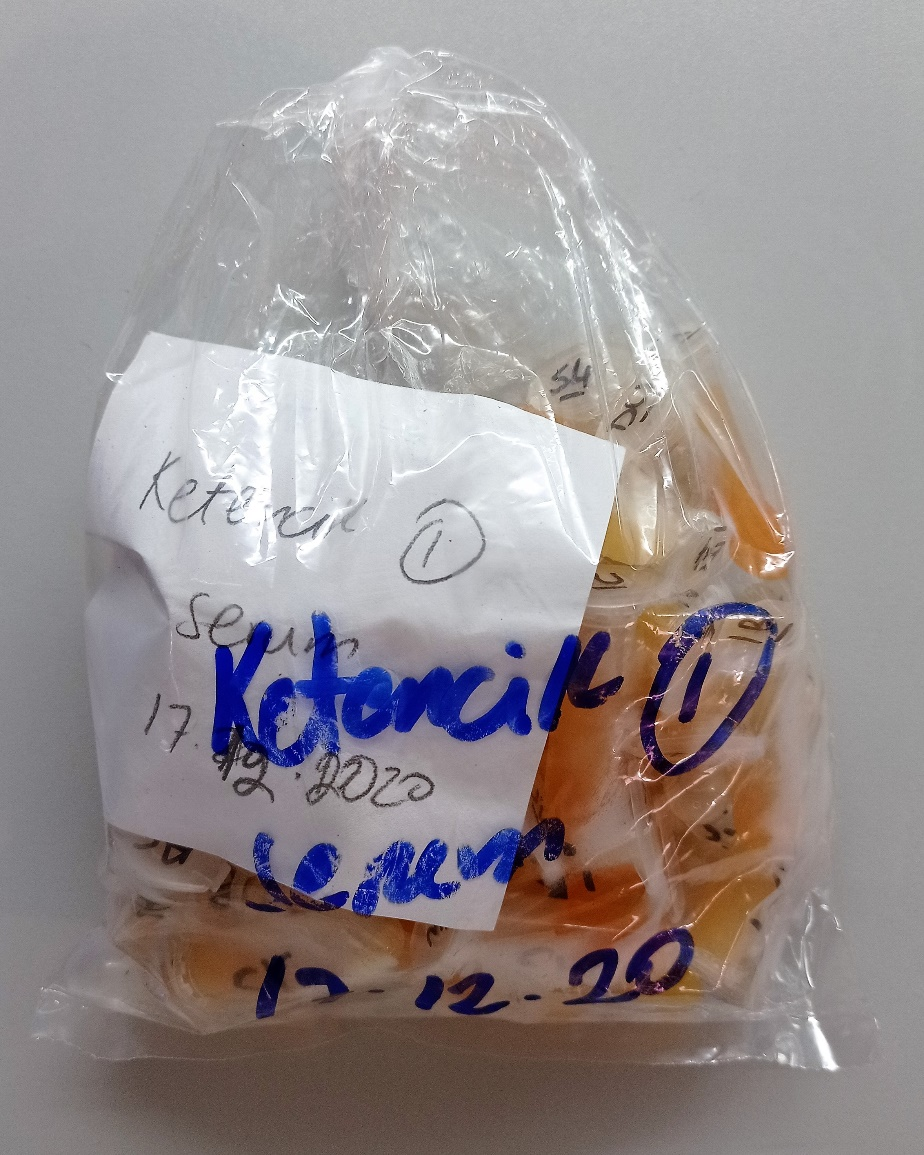 54
Ketencik ①
serum
17.12.2020
Ketencik ①
serum
17.12.20